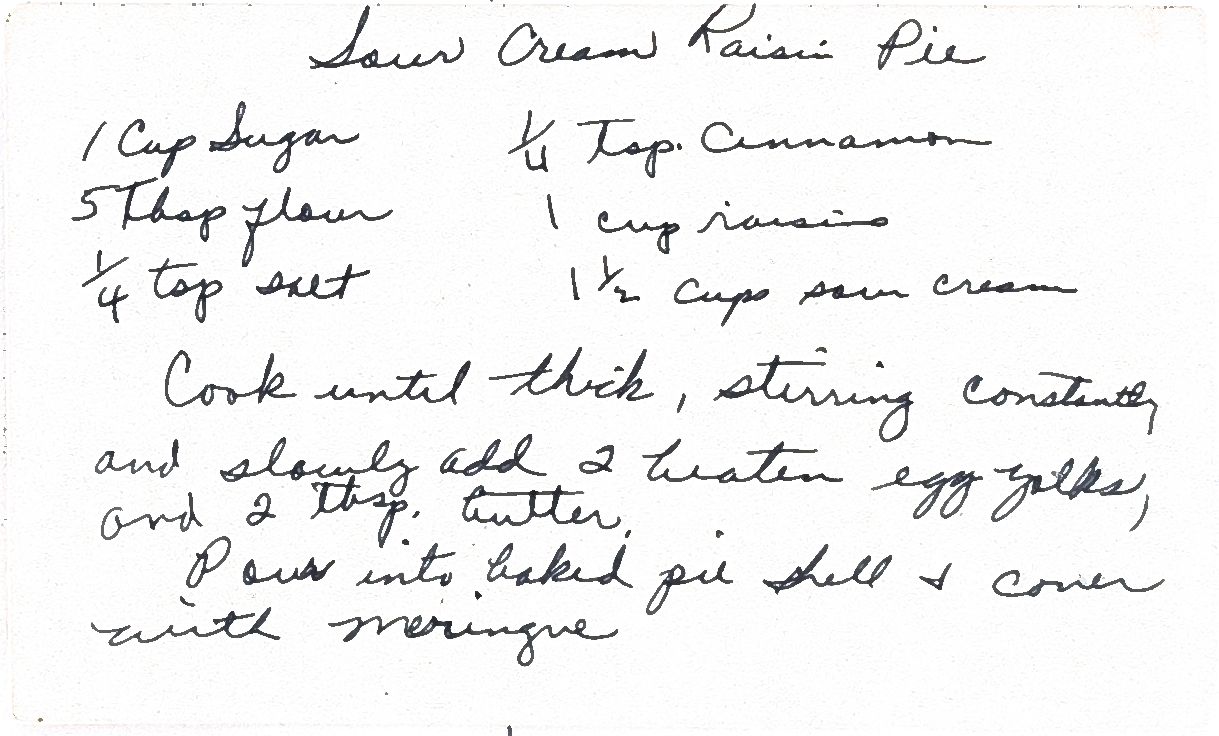 Sour Cream Raisin Pie
1 Cup Sugar
5 Tbsp flour
1/4 tsp salt
1/4 Tsp. Cinnamon
1 cup raisins
1 1/2 cups sour cream
Cook until thick, stirring constantly
and slowly add 2 beaten egg yolks,
and 2 Tbsp. butter.
Pour into baked pie shell & cover
with meringue